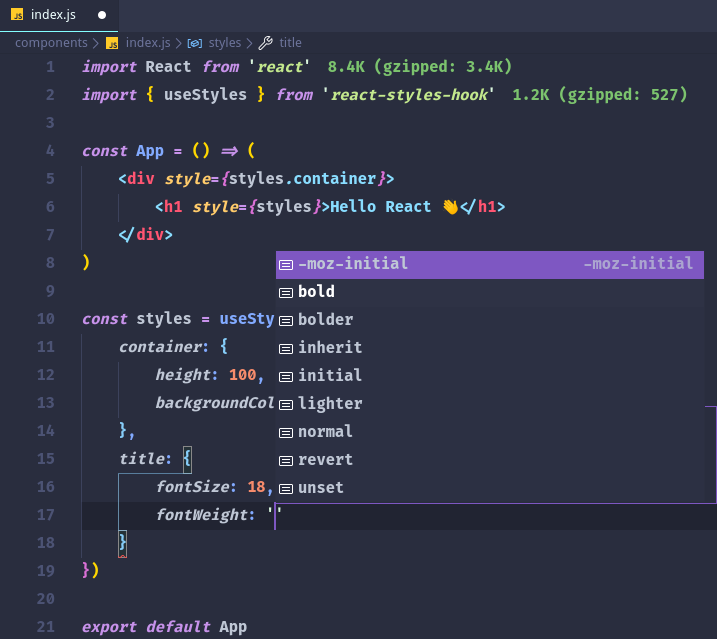 JS index.js ●
components > JS index.js > styles > title
1 import React from 'react' 8.4K (gzipped: 3.4K)
2 import { useStyles } from 'react-styles-hook' 1.2K (gzipped: 527)
3
4 const App = () => (
5 <div style={styles.container}>
6 <h1 style={styles}>Hello React 👋</h1>
7 </div>
8 )
-moz-initial -moz-initial
9 bold
10 const styles = useSty
bolder
11 container: {
inherit
12 height: 100,
initial
13 backgroundCol
lighter
14 },
normal
15 title: {
revert
16 fontSize: 18,
unset
17 fontWeight: ''
18 }
19 })
20
21 export default App